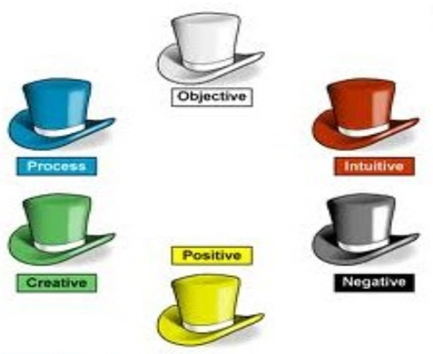 Objective
Process
Intuitive
Creative
Positive
Negative